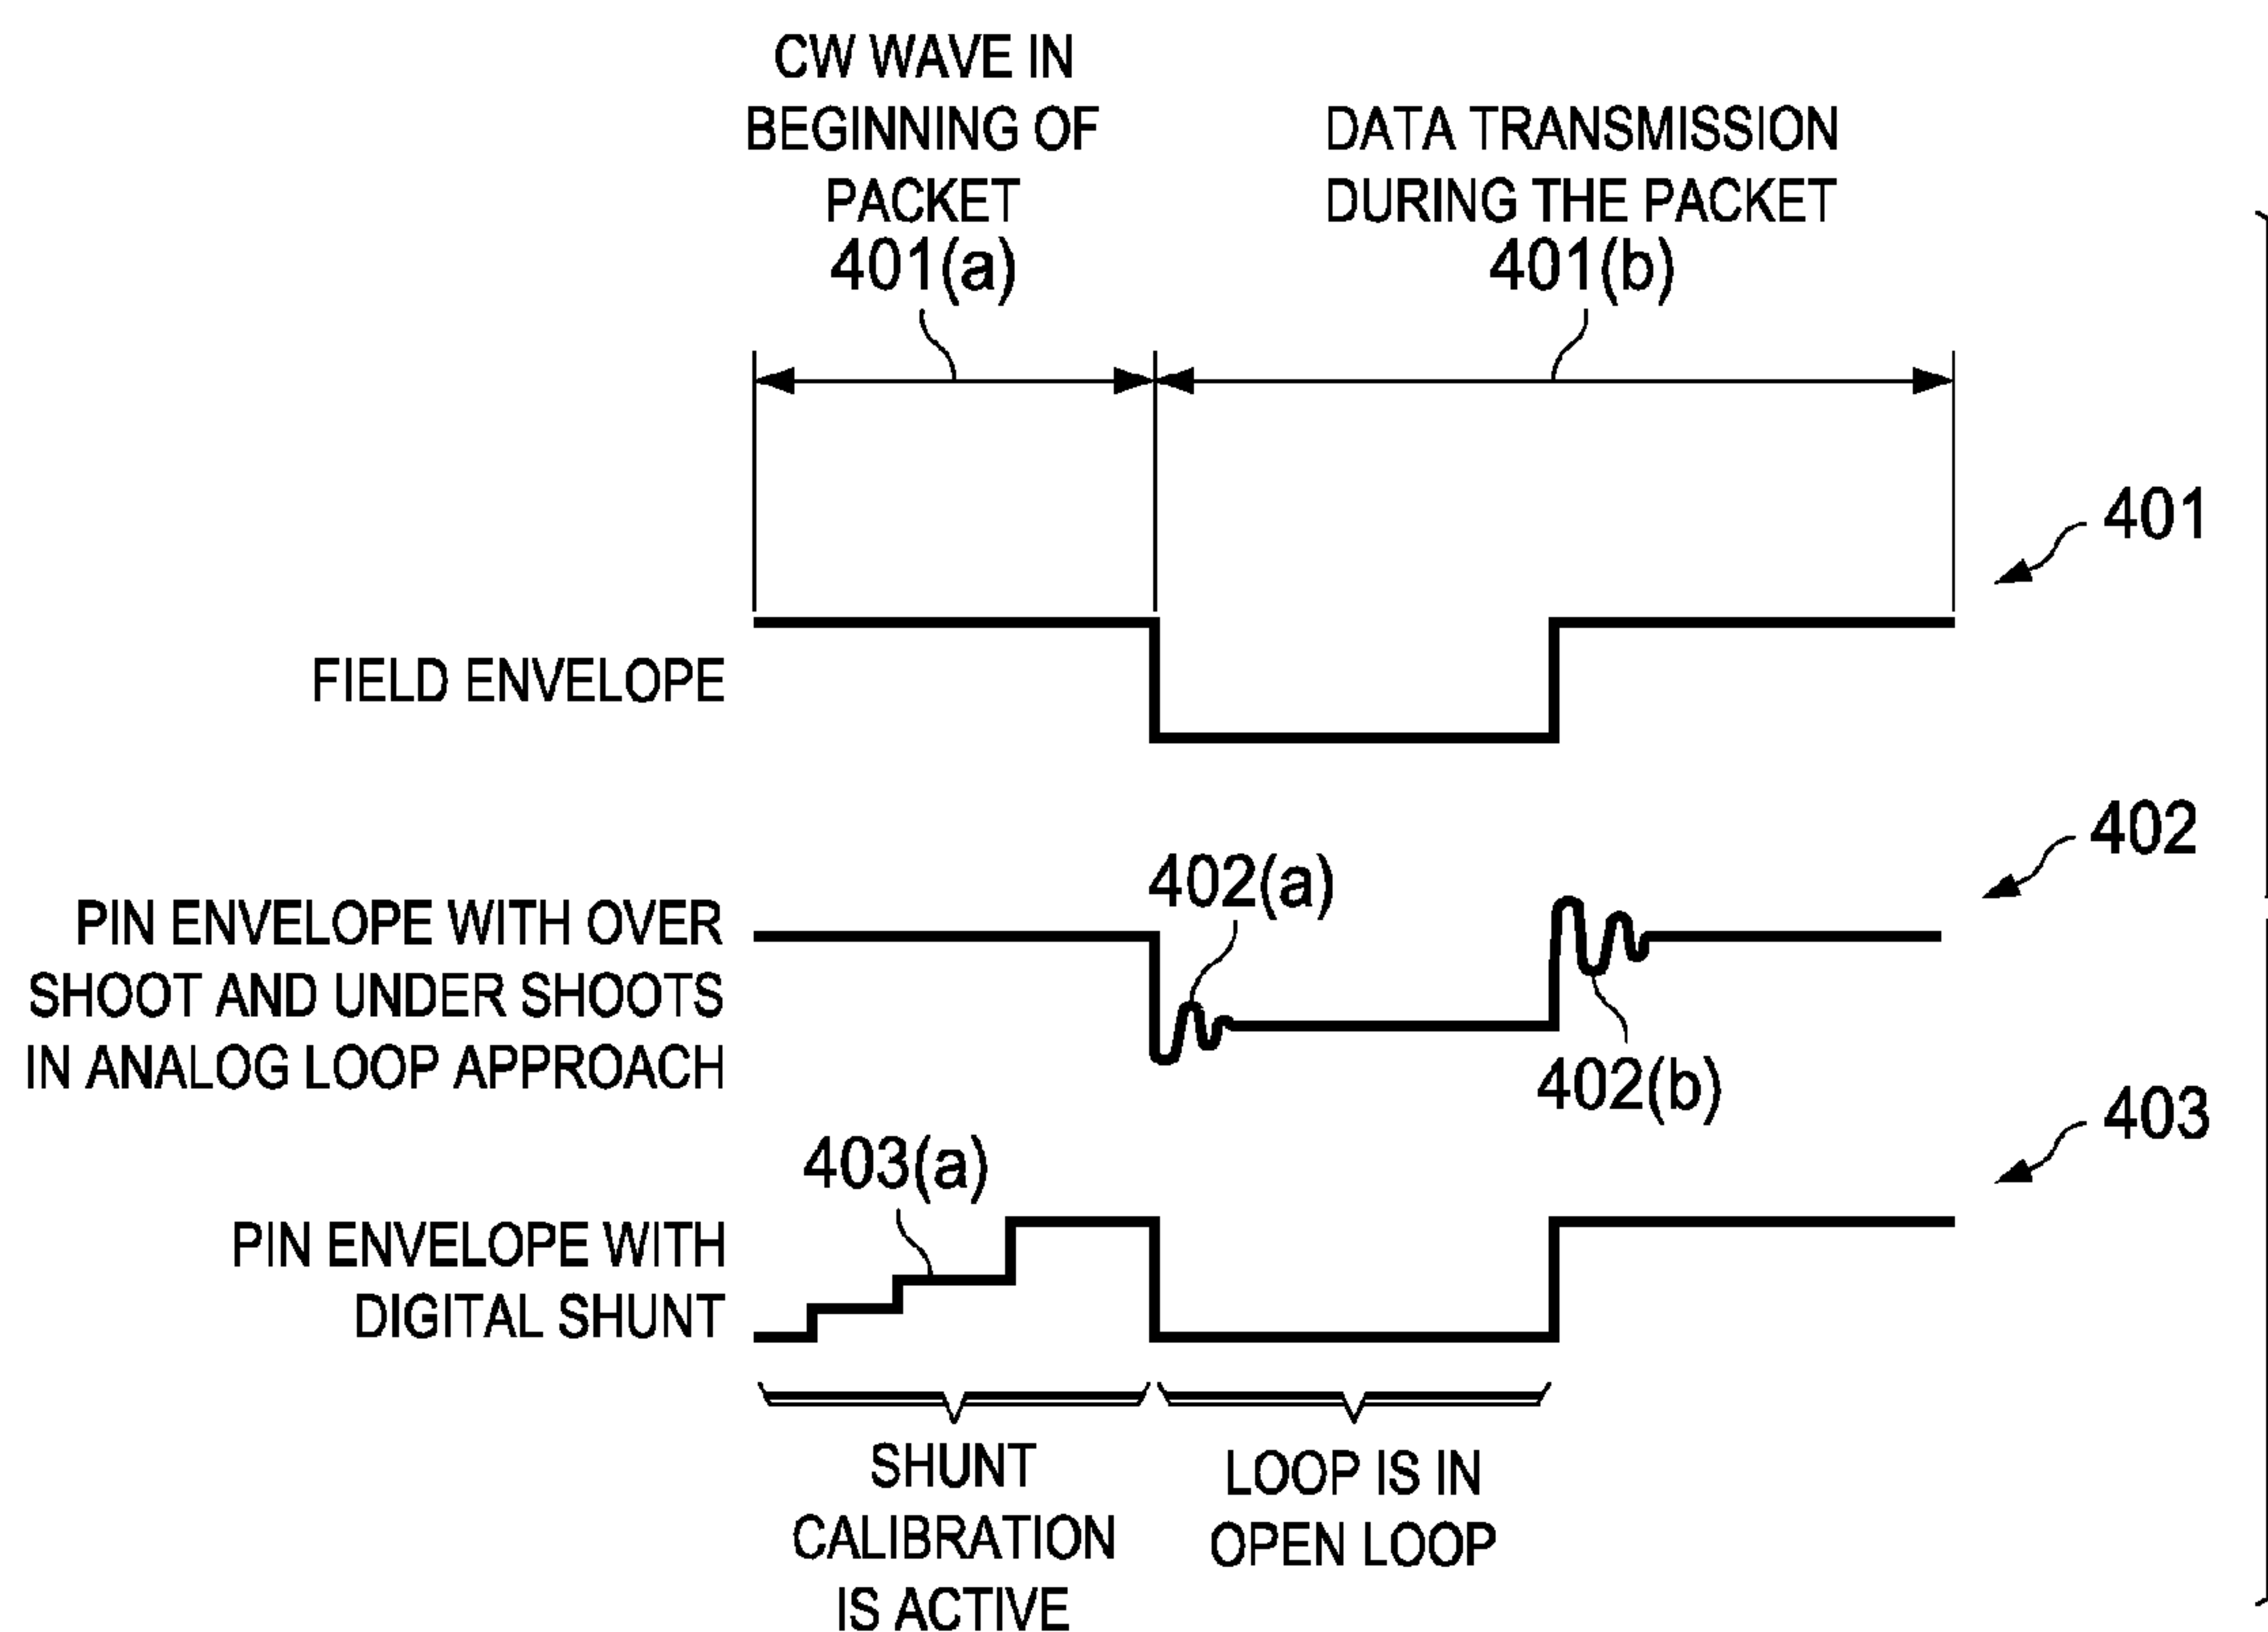 CW WAVE IN
BEGINNING OF
PACKET
401(a)
DATA TRANSMISSION
DURING THE PACKET
401(b)
401
FIELD ENVELOPE
402
402(a)
PIN ENVELOPE WITH OVER
SHOOT AND UNDER SHOOTS
IN ANALOG LOOP APPROACH
402(b)
403
403(a)
PIN ENVELOPE WITH
DIGITAL SHUNT
SHUNT
CALIBRATION
IS ACTIVE
LOOP IS IN
OPEN LOOP